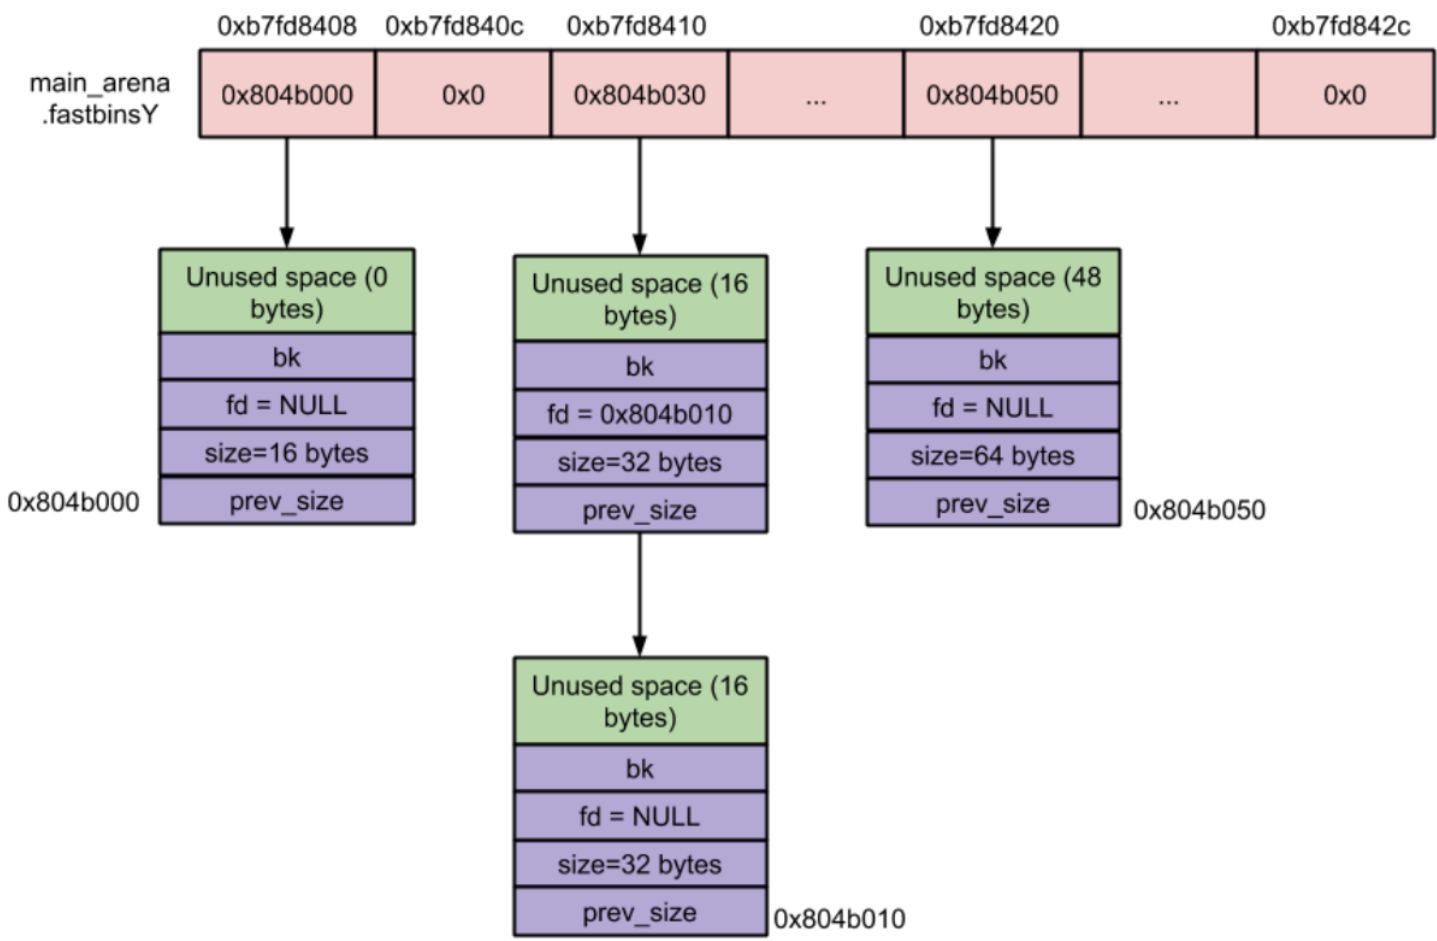 0xb7fd8408 0xb7fd840c 0xb7fd8410 0xb7fd8420 0xb7fd842c
main_arena
.fastbinsY
0x804b000 0x0 0x804b030 ... 0x804b050 ... 0x0
Unused space (0
bytes)
bk
fd = NULL
size=16 bytes
prev_size
0x804b000
Unused space (16
bytes)
bk
fd = 0x804b010
size=32 bytes
prev_size
Unused space (48
bytes)
bk
fd = NULL
size=64 bytes
prev_size
0x804b050
Unused space (16
bytes)
bk
fd = NULL
size=32 bytes
prev_size
0x804b010